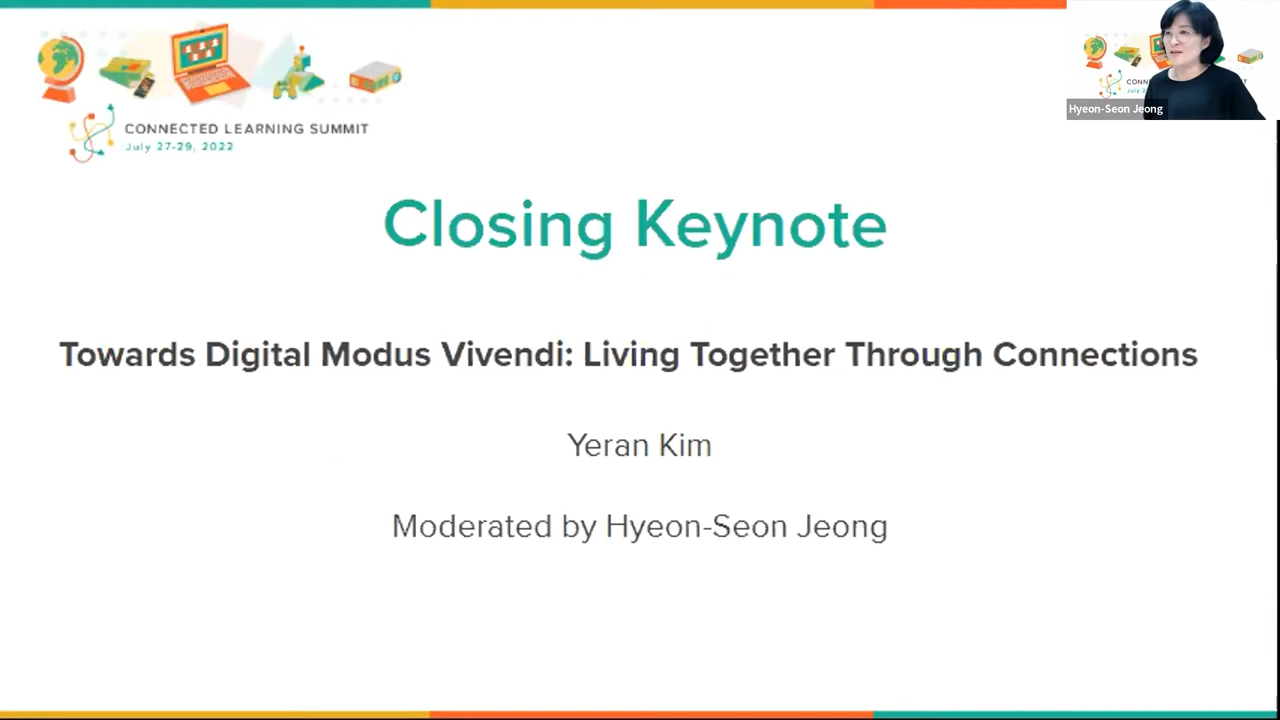 CONNECTED LEARNING SUMMIT
July 27-29, 2022
Hyeon-Seon Jeong
Closing Keynote
Towards Digital Modus Vivendi: Living Together Through Connections
Yeran Kim
Moderated by Hyeon-Seon Jeong